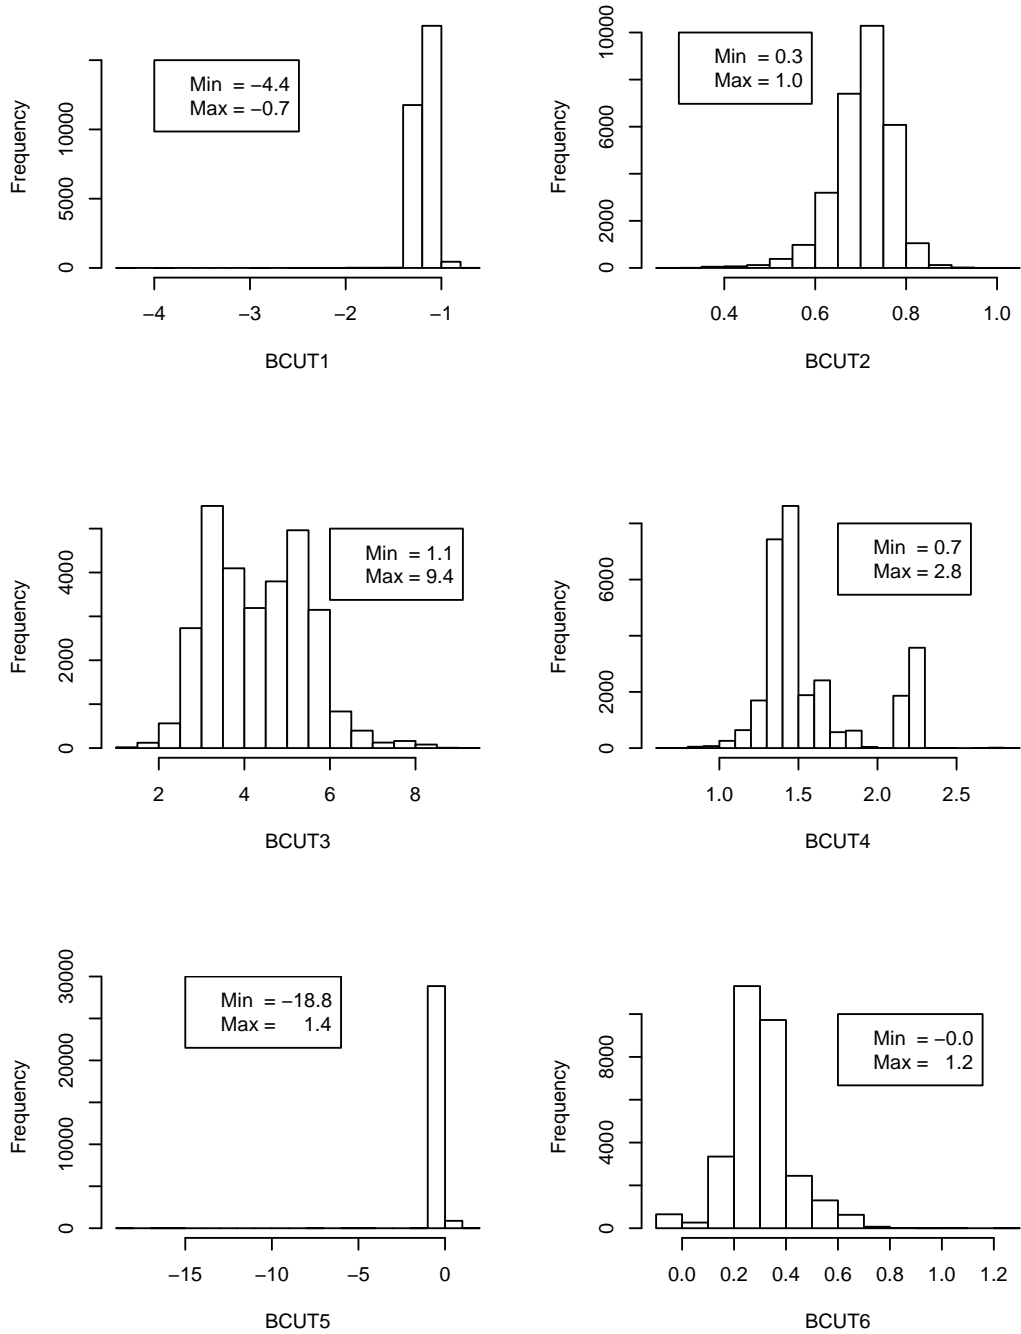 Frequency
0 5000 10000
Min = −4.4
Max = −0.7
−4 −3 −2 −1
BCUT1
Frequency
0 2000 6000 10000
Min = 0.3
Max = 1.0
0.4 0.6 0.8 1.0
BCUT2
Frequency
0 2000 4000
Min = 1.1
Max = 9.4
2 4 6 8
BCUT3
Frequency
0 2000 6000
Min = 0.7
Max = 2.8
1.0 1.5 2.0 2.5
BCUT4
Frequency
0 10000 20000 30000
Min = −18.8
Max = 1.4
−15 −10 −5 0
BCUT5
Frequency
0 4000 8000
Min = −0.0
Max = 1.2
0.0 0.2 0.4 0.6 0.8 1.0 1.2
BCUT6